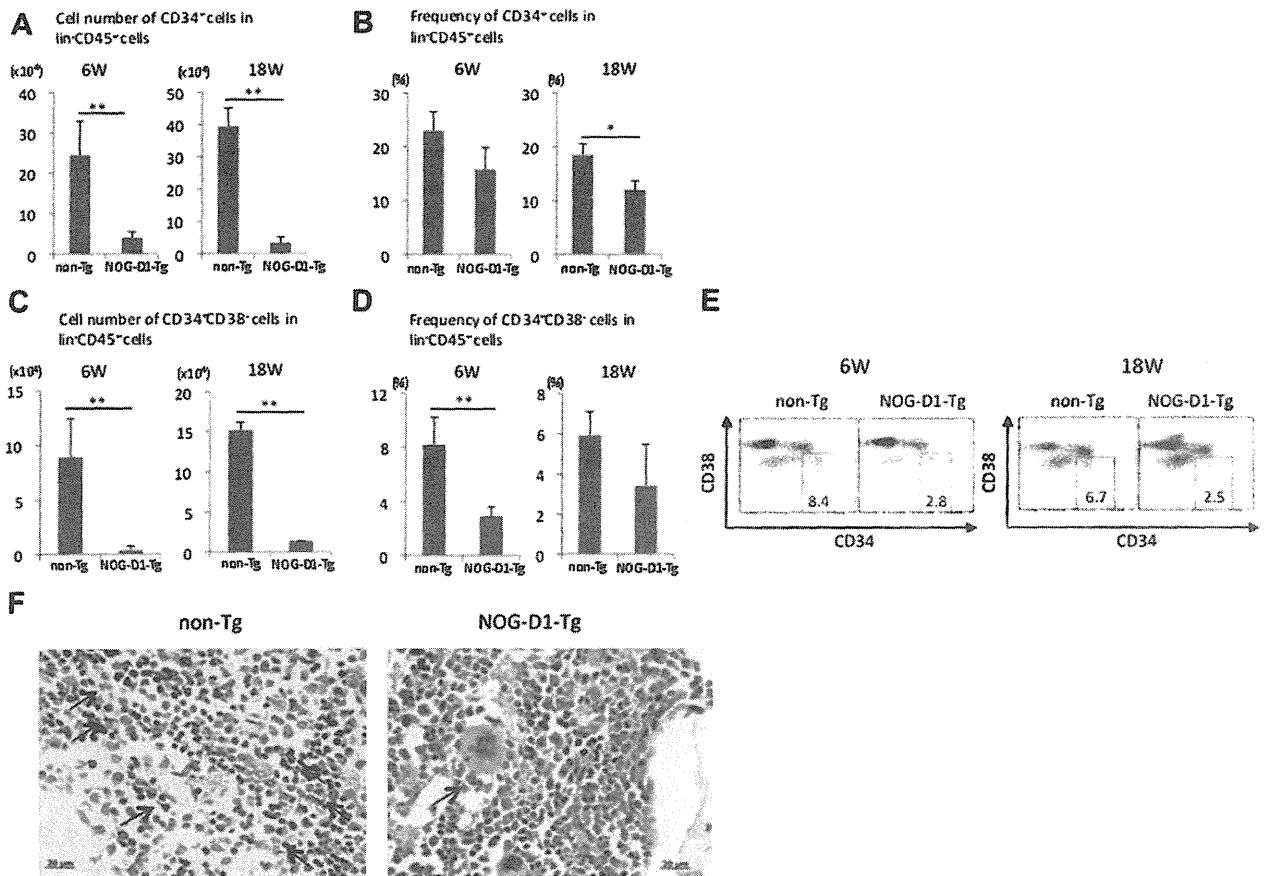 A
Cell number of CD34+ cells in
lin-CD45+ cells
(x10⁴)
6W
40
30
20
10
0
**
non-Tg
NOG-D1-Tg
(x10⁴)
18W
50
40
30
20
10
0
**
non-Tg
NOG-D1-Tg
B
Frequency of CD34+ cells in
lin-CD45+ cells
(%)
6W
30
20
10
0
non-Tg
NOG-D1-Tg
(%)
18W
30
20
10
0
*
non-Tg
NOG-D1-Tg
C
Cell number of CD34+CD38- cells in
lin-CD45+ cells
(x10⁴)
6W
15
10
5
0
**
non-Tg
NOG-D1-Tg
(x10⁴)
18W
20
15
10
5
0
**
non-Tg
NOG-D1-Tg
D
Frequency of CD34+CD38- cells in
lin-CD45+ cells
(%)
6W
12
8
4
0
**
non-Tg
NOG-D1-Tg
(%)
18W
8
6
4
2
0
non-Tg
NOG-D1-Tg
E
6W
non-Tg
NOG-D1-Tg
CD38
8.4
2.8
CD34
18W
non-Tg
NOG-D1-Tg
CD38
6.7
2.5
CD34
F
non-Tg
NOG-D1-Tg
20 μm
20 μm